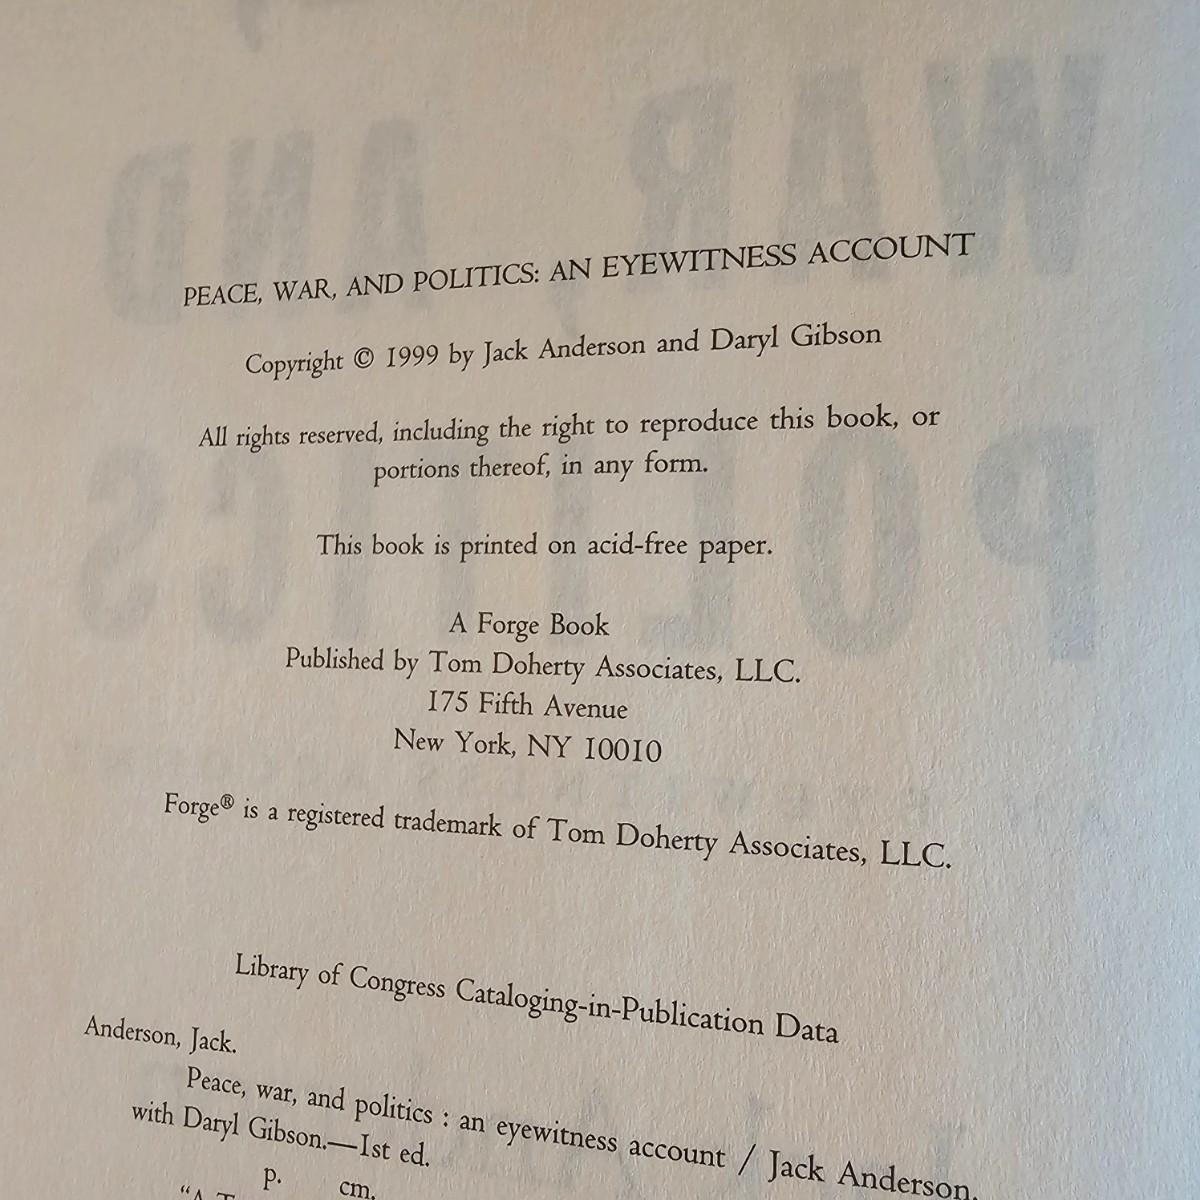 PEACE, WAR, AND POLITICS: AN EYEWITNESS ACCOUNT
Copyright © 1999 by Jack Anderson and Daryl Gibson
All rights reserved, including the right to reproduce this book, or
portions thereof, in any form.
This book is printed on acid-free paper.
A Forge Book
Published by Tom Doherty Associates, LLC.
175 Fifth Avenue
New York, NY 10010
Forge® is a registered trademark of Tom Doherty Associates, LLC.
Library of Congress Cataloging-in-Publication Data
Anderson, Jack.
Peace, war, and politics : an eyewitness account / Jack Anderson,
with Daryl Gibson.—1st ed.
p. cm.
"A